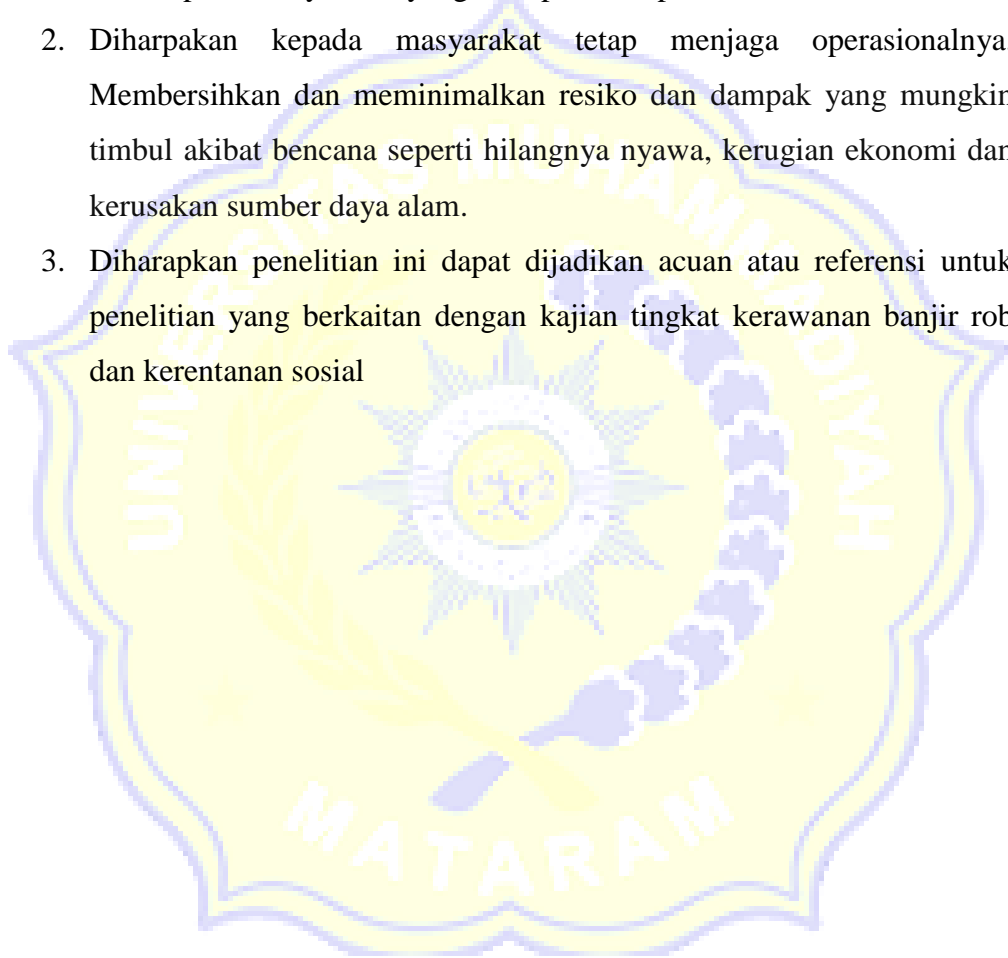 2. Diharpakan kepada masyarakat tetap menjaga operasionalnya
Membersihkan dan meminimalkan resiko dan dampak yang mungkin
timbul akibat bencana seperti hilangnya nyawa, kerugian ekonomi dan
kerusakan sumber daya alam.
3. Diharapkan penelitian ini dapat dijadikan acuan atau referensi untuk
penelitian yang berkaitan dengan kajian tingkat kerawanan banjir rob
dan kerentanan sosial
UNIVERSITAS MUHAMMADIYAH
MATARAM